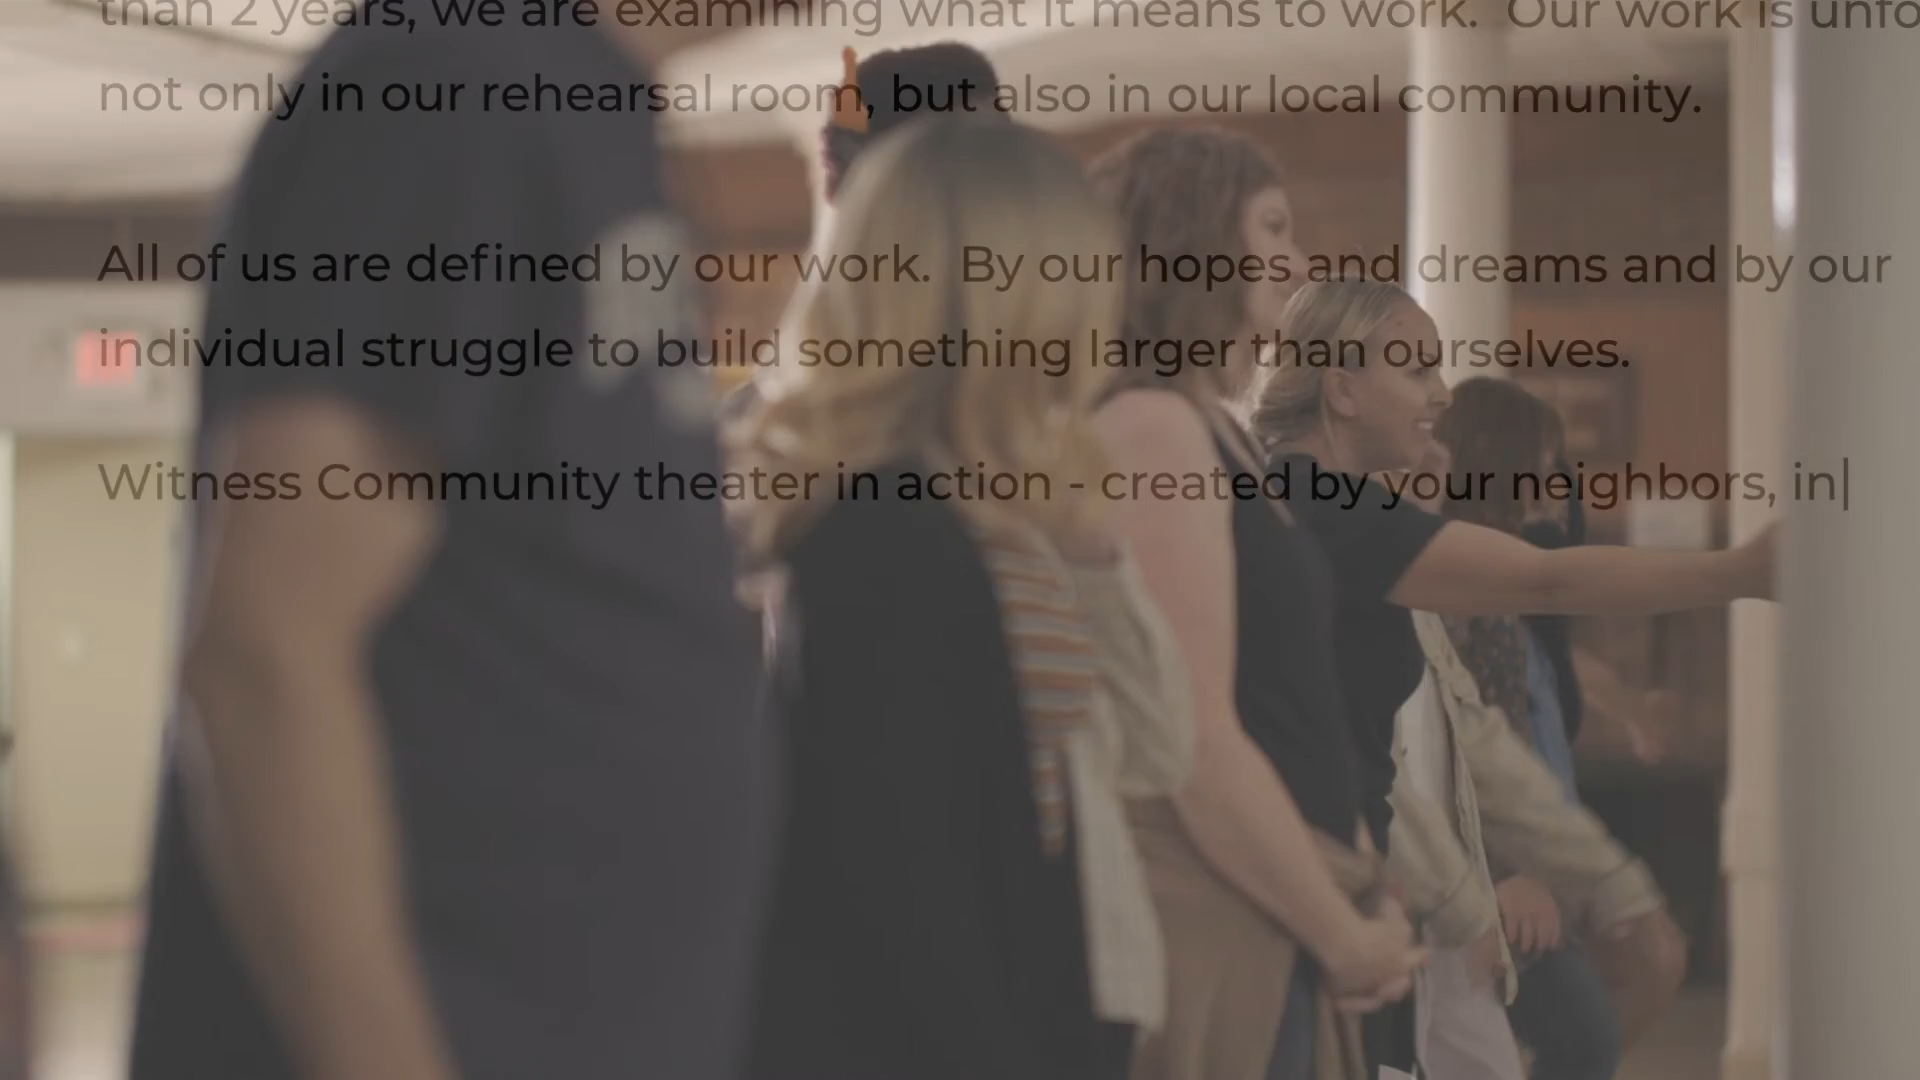 than 2 years, we are examining what it means to work. Our work is unfo
not only in our rehearsal room, but also in our local community.
All of us are defined by our work. By our hopes and dreams and by our
individual struggle to build something larger than ourselves.
Witness Community theater in action - created by your neighbors, in|